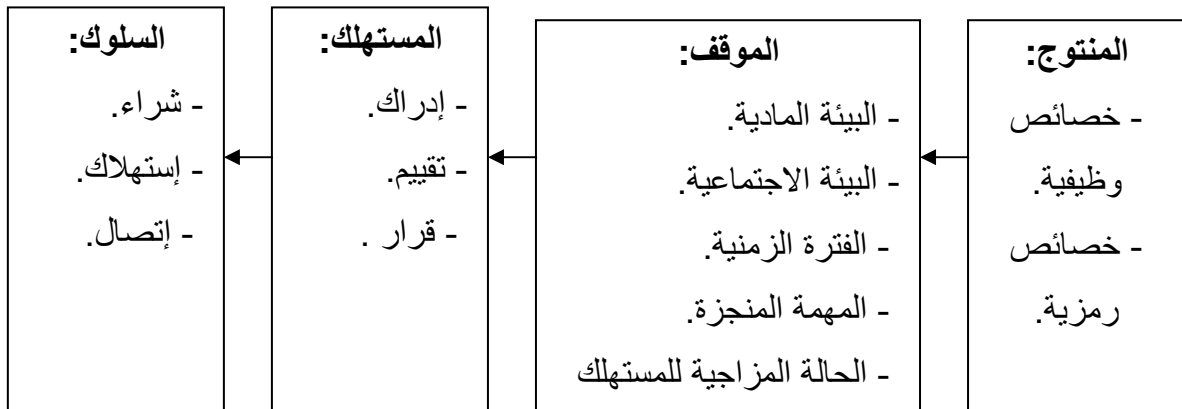 المنتوج:
- خصائص
وظيفية.
- خصائص
رمزية.
الموقف:
- البيئة المادية.
- البيئة الاجتماعية.
- الفترة الزمنية.
- المهمة المنجزة.
- الحالة المزاجية للمستهلك
المستهلك:
- إدراك.
- تقييم.
- قرار .
السلوك:
- شراء.
- إستهلاك.
- إتصال.